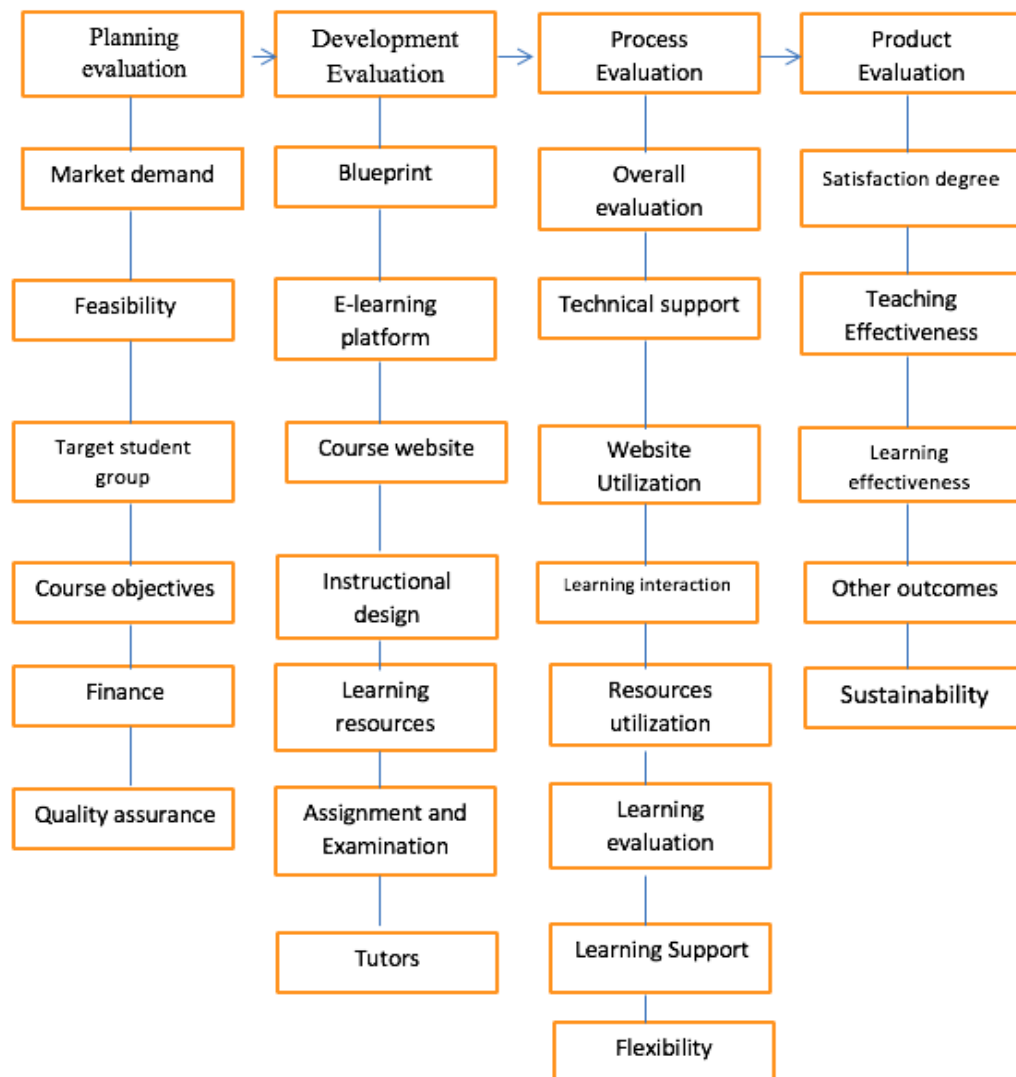 Planning
evaluation
Development
Evaluation
Process
Evaluation
Product
Evaluation
Market demand
Feasibility
Target student
group
Course objectives
Finance
Quality assurance
Blueprint
E-learning
platform
Course website
Instructional
design
Learning
resources
Assignment and
Examination
Tutors
Overall
evaluation
Technical support
Website
Utilization
Learning interaction
Resources
utilization
Learning
evaluation
Learning Support
Flexibility
Satisfaction degree
Teaching
Effectiveness
Learning
effectiveness
Other outcomes
Sustainability